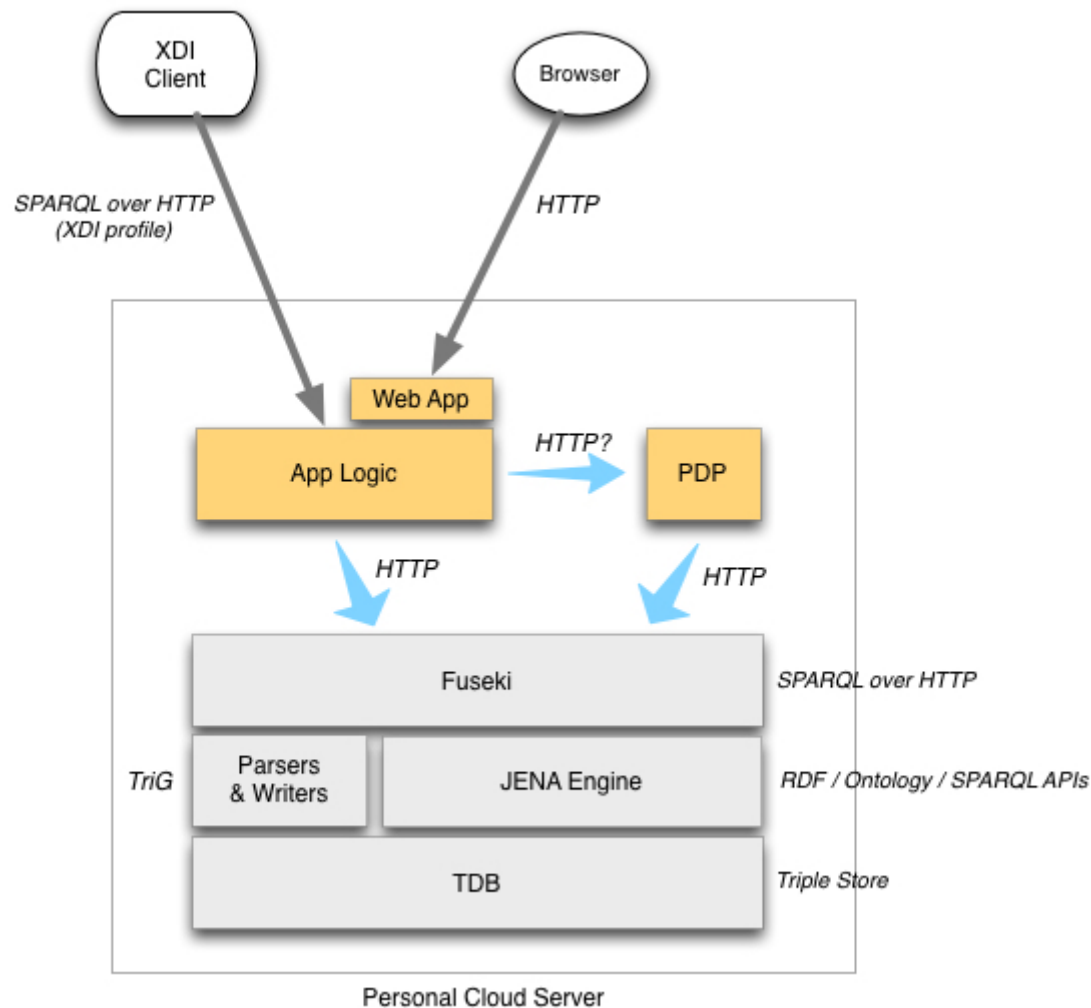 XDI
Client
Browser
SPARQL over HTTP
(XDI profile)
HTTP
Web App
App Logic
HTTP?
PDP
HTTP
HTTP
Fuseki
SPARQL over HTTP
TriG
Parsers
& Writers
JENA Engine
RDF / Ontology / SPARQL APIs
TDB
Triple Store
Personal Cloud Server